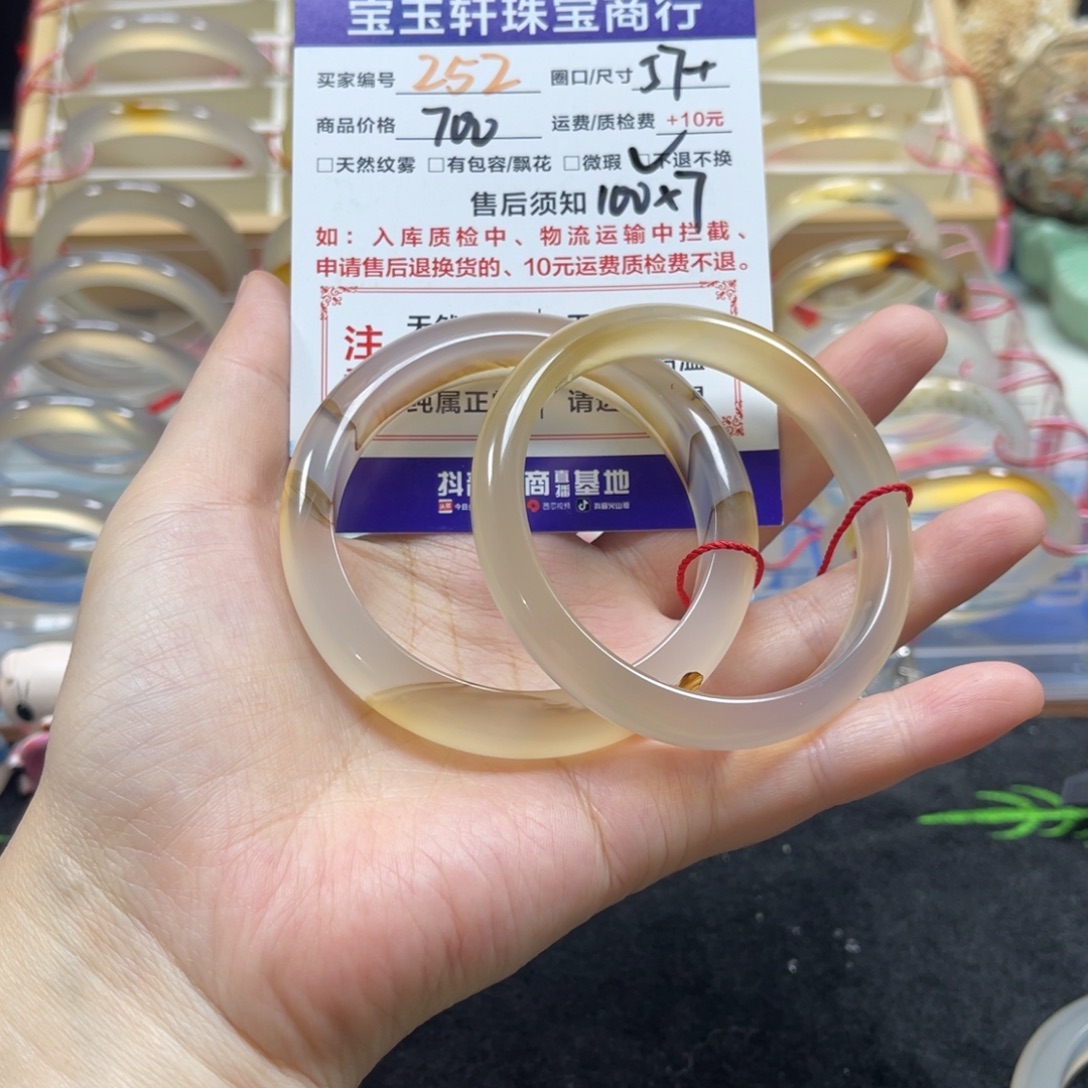 宝玉轩珠宝商行
买家编号 252 圈口/尺寸 57+
商品价格 700 运费/质检费 +10元
□天然纹雾 □有包容/飘花 □微瑕 ☑不退不换
售后须知 100×7
如：入库质检中、物流运输中拦截、
申请售后退换货的、10元运费质检费不退。
注
纯属正 请
抖 商 直播 基地